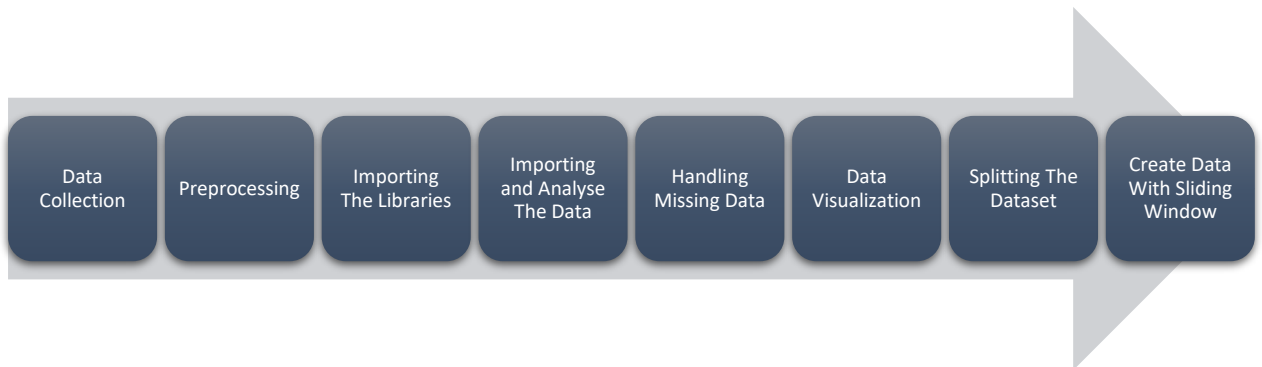 Data
Collection
Preprocessing
Importing
The Libraries
Importing
and Analyse
The Data
Handling
Missing Data
Data
Visualization
Splitting The
Dataset
Create Data
With Sliding
Window